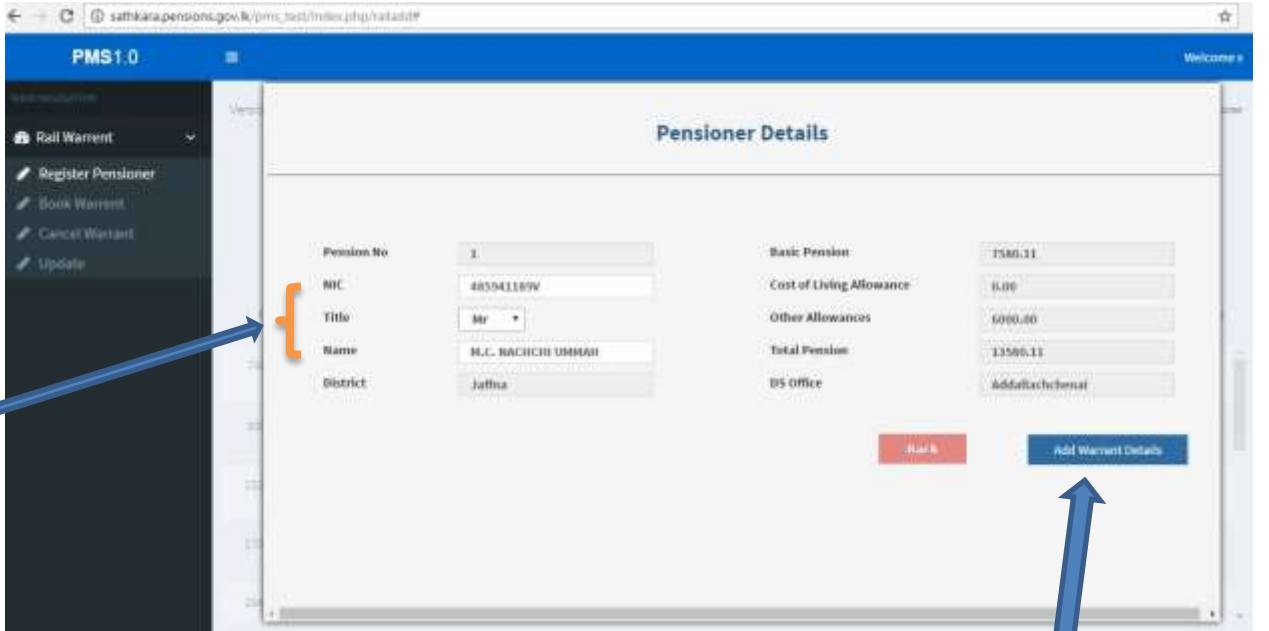 sathkara.pensions.gov.lk/pms_test/index.php/railadd#
PMS1.0
Welcome s
Rail Warrent
Register Pensioner
Book Warrent
Cancel Warrant
Update
Pensioner Details
Pension No 1
Basic Pension 7580.11
NIC 485941189V
Cost of Living Allowance 0.00
Title Mr
Other Allowances 6000.00
Name M.C. NACHCHI UMMAH
Total Pension 13580.11
District Jaffna
DS Office Addallachchenai
Back
Add Warrant Details